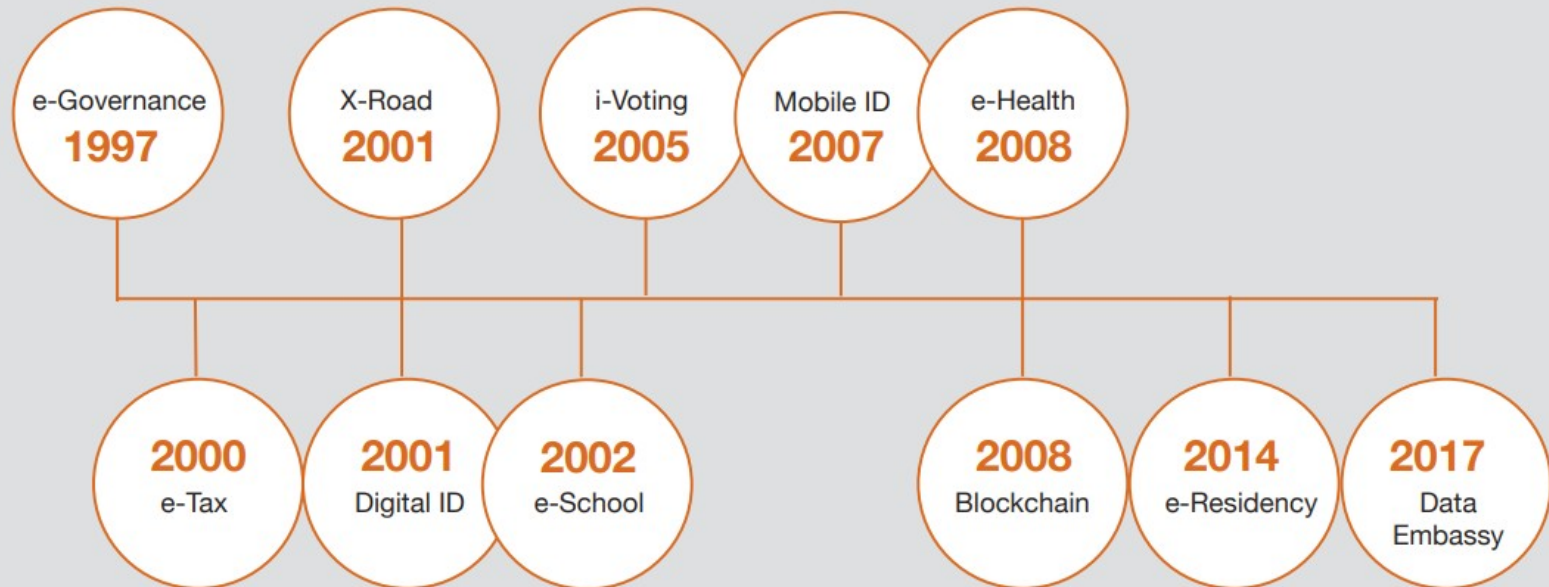 e-Governance
1997
X-Road
2001
i-Voting
2005
Mobile ID
2007
e-Health
2008
2000
e-Tax
2001
Digital ID
2002
e-School
2008
Blockchain
2014
e-Residency
2017
Data
Embassy